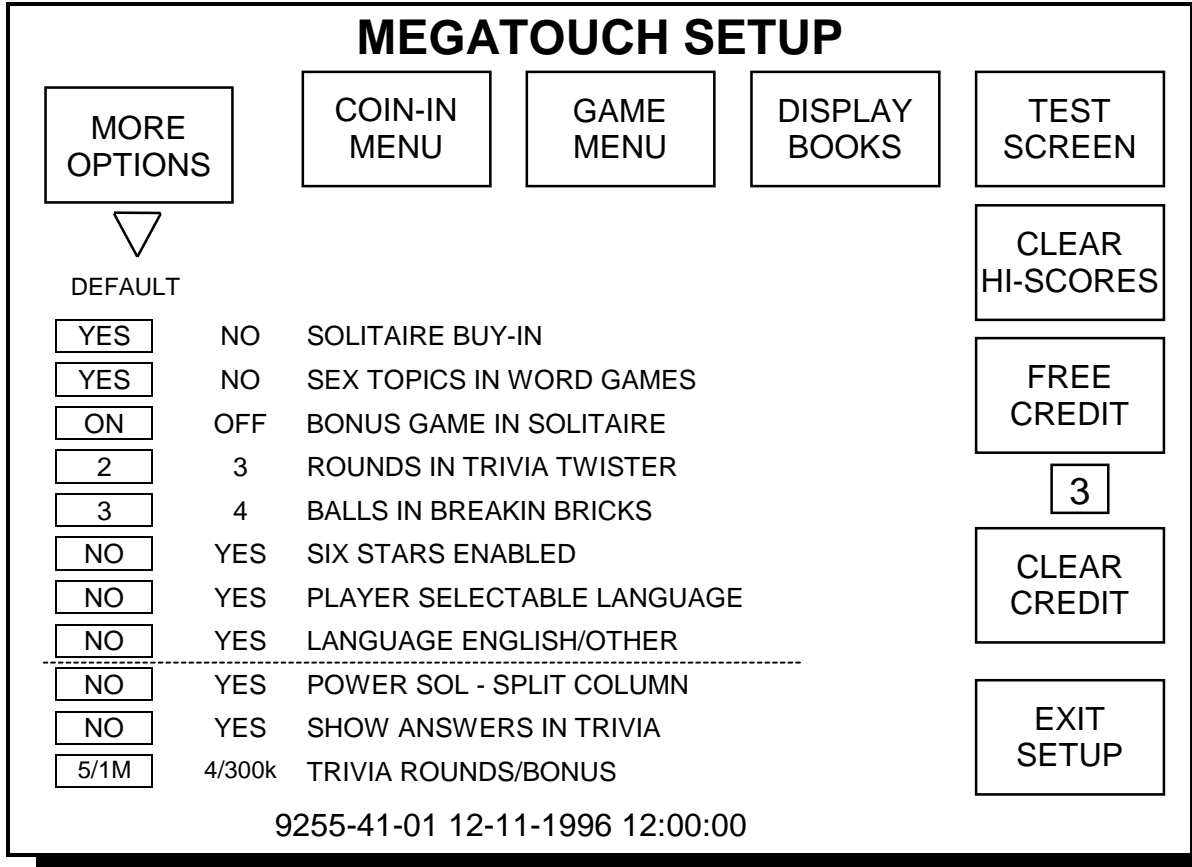 MEGATOUCH SETUP
MORE
OPTIONS
COIN-IN
MENU
GAME
MENU
DISPLAY
BOOKS
TEST
SCREEN
CLEAR
HI-SCORES
FREE
CREDIT
3
CLEAR
CREDIT
EXIT
SETUP
DEFAULT
YES NO SOLITAIRE BUY-IN
YES NO SEX TOPICS IN WORD GAMES
ON OFF BONUS GAME IN SOLITAIRE
2 3 ROUNDS IN TRIVIA TWISTER
3 4 BALLS IN BREAKIN BRICKS
NO YES SIX STARS ENABLED
NO YES PLAYER SELECTABLE LANGUAGE
NO YES LANGUAGE ENGLISH/OTHER
NO YES POWER SOL - SPLIT COLUMN
NO YES SHOW ANSWERS IN TRIVIA
5/1M 4/300k TRIVIA ROUNDS/BONUS
9255-41-01 12-11-1996 12:00:00